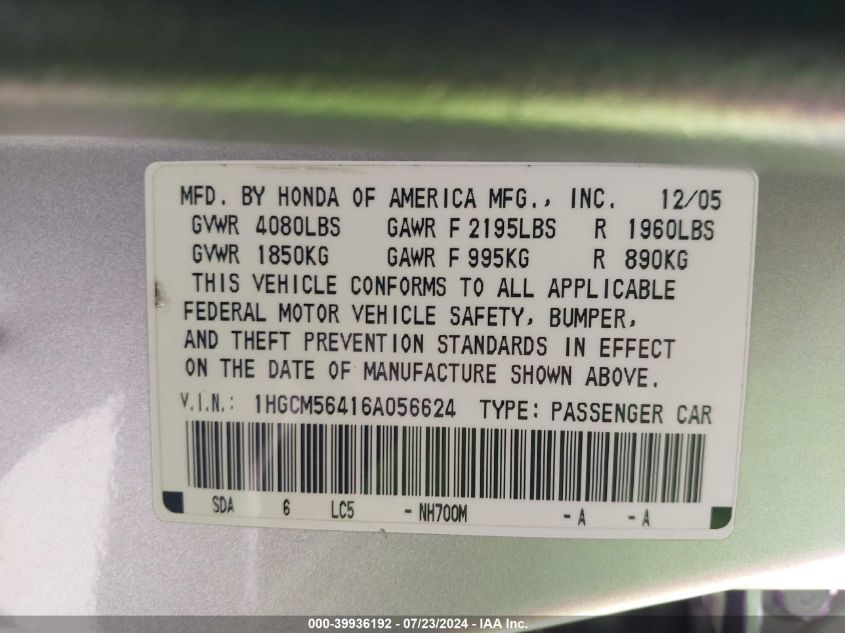 MFD. BY HONDA OF AMERICA MFG., INC. 12/05
GVWR 4080LBS GAWR F 2195LBS R 1960LBS
GVWR 1850KG GAWR F 995KG R 890KG
THIS VEHICLE CONFORMS TO ALL APPLICABLE
FEDERAL MOTOR VEHICLE SAFETY, BUMPER,
AND THEFT PREVENTION STANDARDS IN EFFECT
ON THE DATE OF MANUFACTURE SHOWN ABOVE.
V.I.N.: 1HGCM56416A056624 TYPE: PASSENGER CAR
SDA 6 LC5 - NH700M - A - A
000-39936192 / 07/23/2024 - IAA Inc.